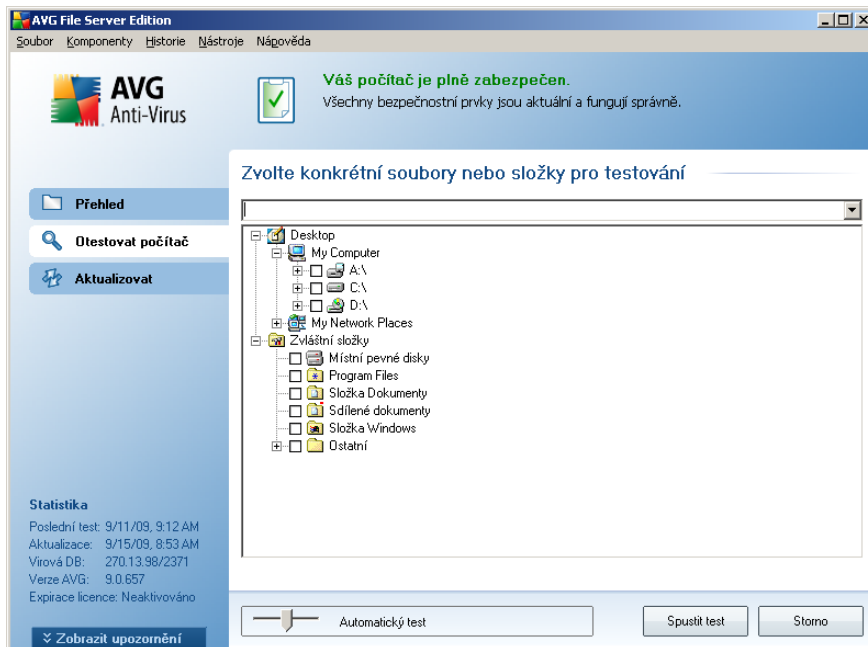 AVG File Server Edition
Soubor Komponenty Historie Nástroje Nápověda
AVG
Anti-Virus
Váš počítač je plně zabezpečen.
Všechny bezpečnostní prvky jsou aktuální a fungují správně.
Přehled
Otestovat počítač
Aktualizovat
Zvolte konkrétní soubory nebo složky pro testování
Desktop
My Computer
A:\
C:\
D:\
My Network Places
Zvláštní složky
Místní pevné disky
Program Files
Složka Dokumenty
Sdílené dokumenty
Složka Windows
Ostatní
Statistika
Poslední test: 9/11/09, 9:12 AM
Aktualizace: 9/15/09, 8:53 AM
Virová DB: 270.13.98/2371
Verze AVG: 9.0.657
Expirace licence: Neaktivováno
Zobrazit upozornění
Automatický test
Spustit test
Storno